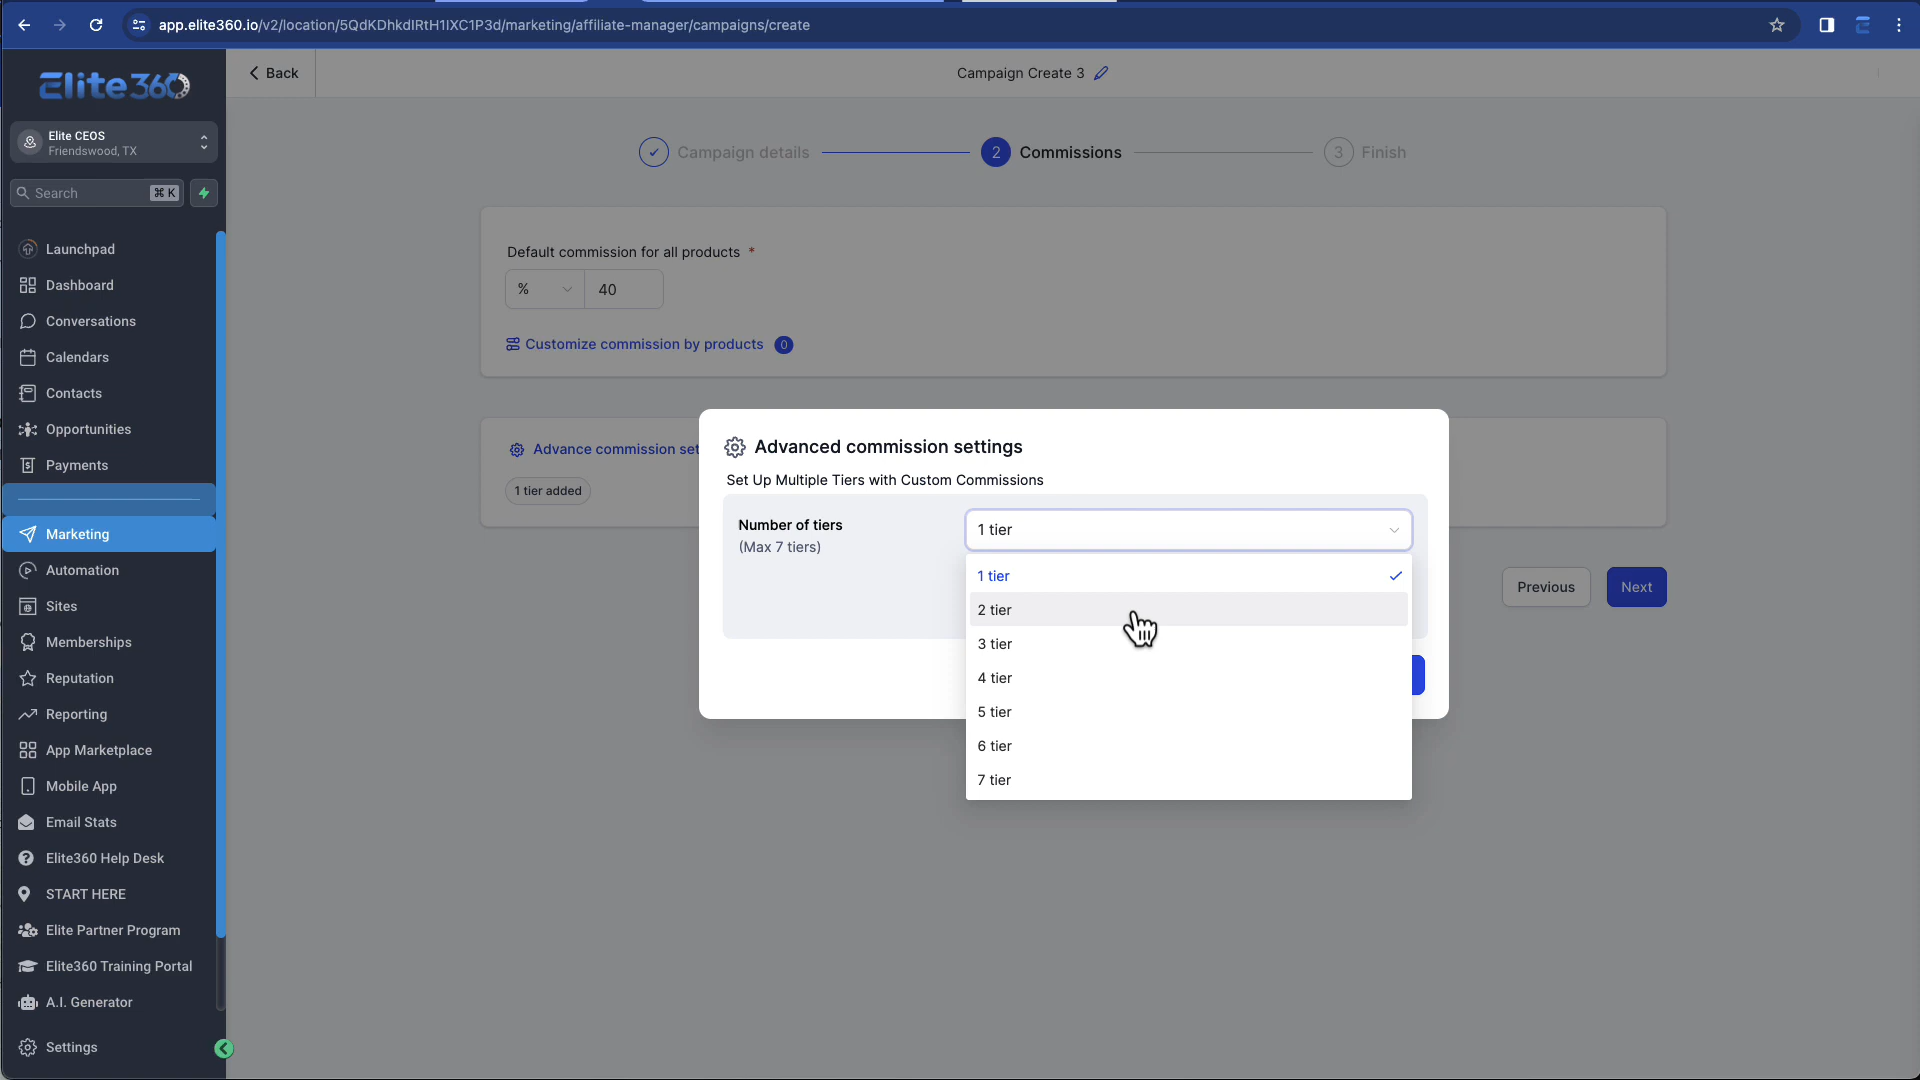 app.elite360.io/v2/location/5QdKDhkdIRtH1IXC1P3d/marketing/affiliate-manager/campaigns/create
Elite360
Back
Campaign Create 3
Elite CEOS
Friendswood, TX
Search
⌘ K
Campaign details
2
Commissions
3
Finish
Launchpad
Dashboard
Conversations
Calendars
Contacts
Opportunities
Payments
Marketing
Automation
Sites
Memberships
Reputation
Reporting
App Marketplace
Mobile App
Email Stats
Elite360 Help Desk
START HERE
Elite Partner Program
Elite360 Training Portal
A.I. Generator
Settings
Default commission for all products *
%
40
Customize commission by products 0
Advance commission set
1 tier added
Advanced commission settings
Set Up Multiple Tiers with Custom Commissions
Number of tiers
(Max 7 tiers)
1 tier
1 tier
2 tier
3 tier
4 tier
5 tier
6 tier
7 tier
Previous
Next